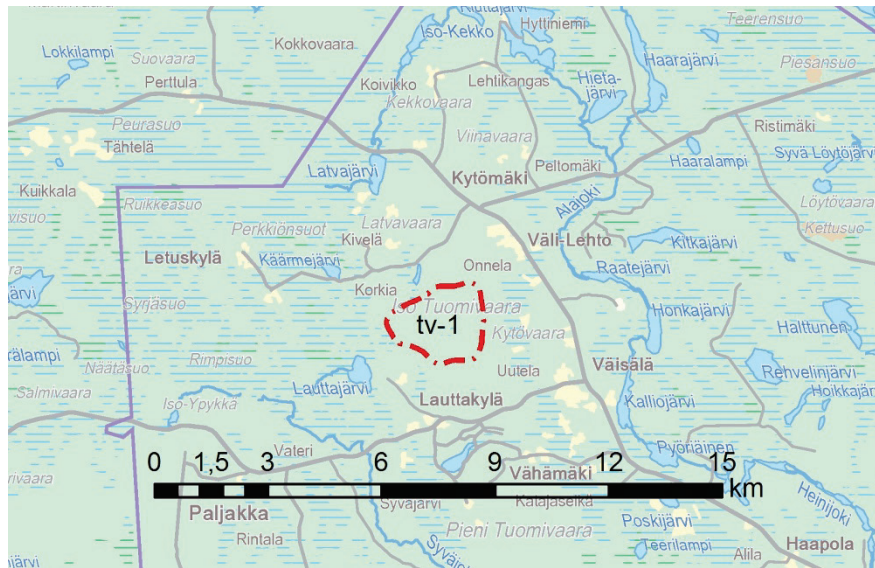 Kiuttajärvi
Iso-Kekko
Hyttiniemi
Teerensuo
Kokkovaara
Suovaara
Lokkilampi
Perttula
Koivikko
Lehtikangas
Haarajärvi
Piesansuo
Kekkovaara
Hieta-
järvi
Peurasuo
Viinavaara
Ristimäki
Tähtelä
Latvajärvi
Kytömäki
Peltomäki
Haaralampi
Syvä Löytöjärvi
Kuikkala
Ruikkeasuo
Alajoki
Löytövaara
Perkkiönsuot
Latvavaara
Väli-Lehto
Kettusuo
Letuskylä
Kivelä
Kitkajärvi
Käärmejärvi
Onnela
Raatejärvi
järvi
Syrjäsuo
Korkia
Iso Tuomivaara
Honkajärvi
tv-1
Kytövaara
Hålttunen
Rimpisuo
Näätäsuo
Uutela
Väisälä
Rehvelinjärvi
Salmivaara
Lauttajärvi
Hoikkajärvi
Iso-Ypykkä
Lauttakylä
Kalliojärvi
Vateri
Pyöriäinen
0 1,5 3 6 9 12 15
km
Vähämäki
Paljakka
Syväjärvi
Katajaselkä
Heinijoki
Rintala
Pieni Tuomivaara
Poskijärvi
Teerilampi
Alila
Haapola